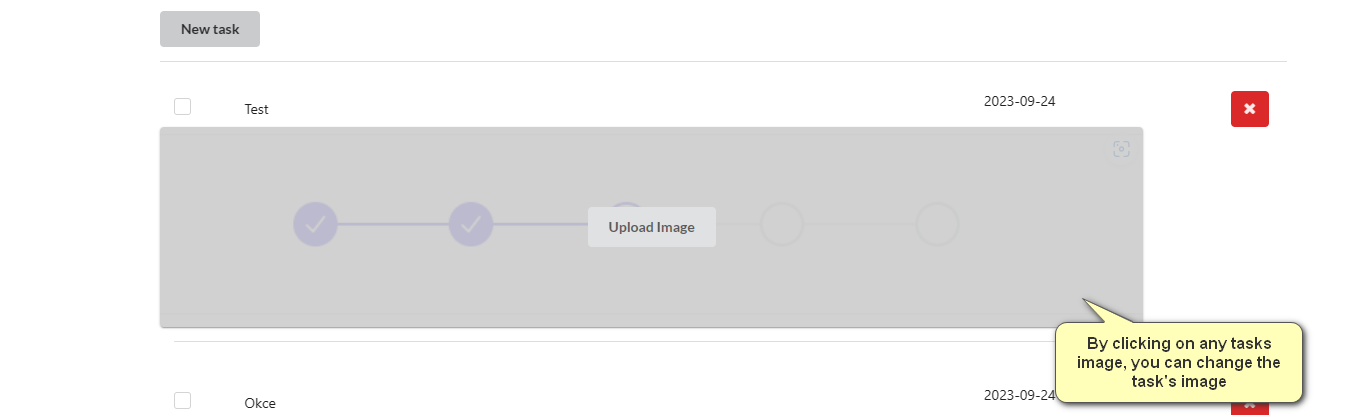 New task
Test
2023-09-24
Upload Image
By clicking on any tasks
image, you can change the
task's image
Okce
2023-09-24